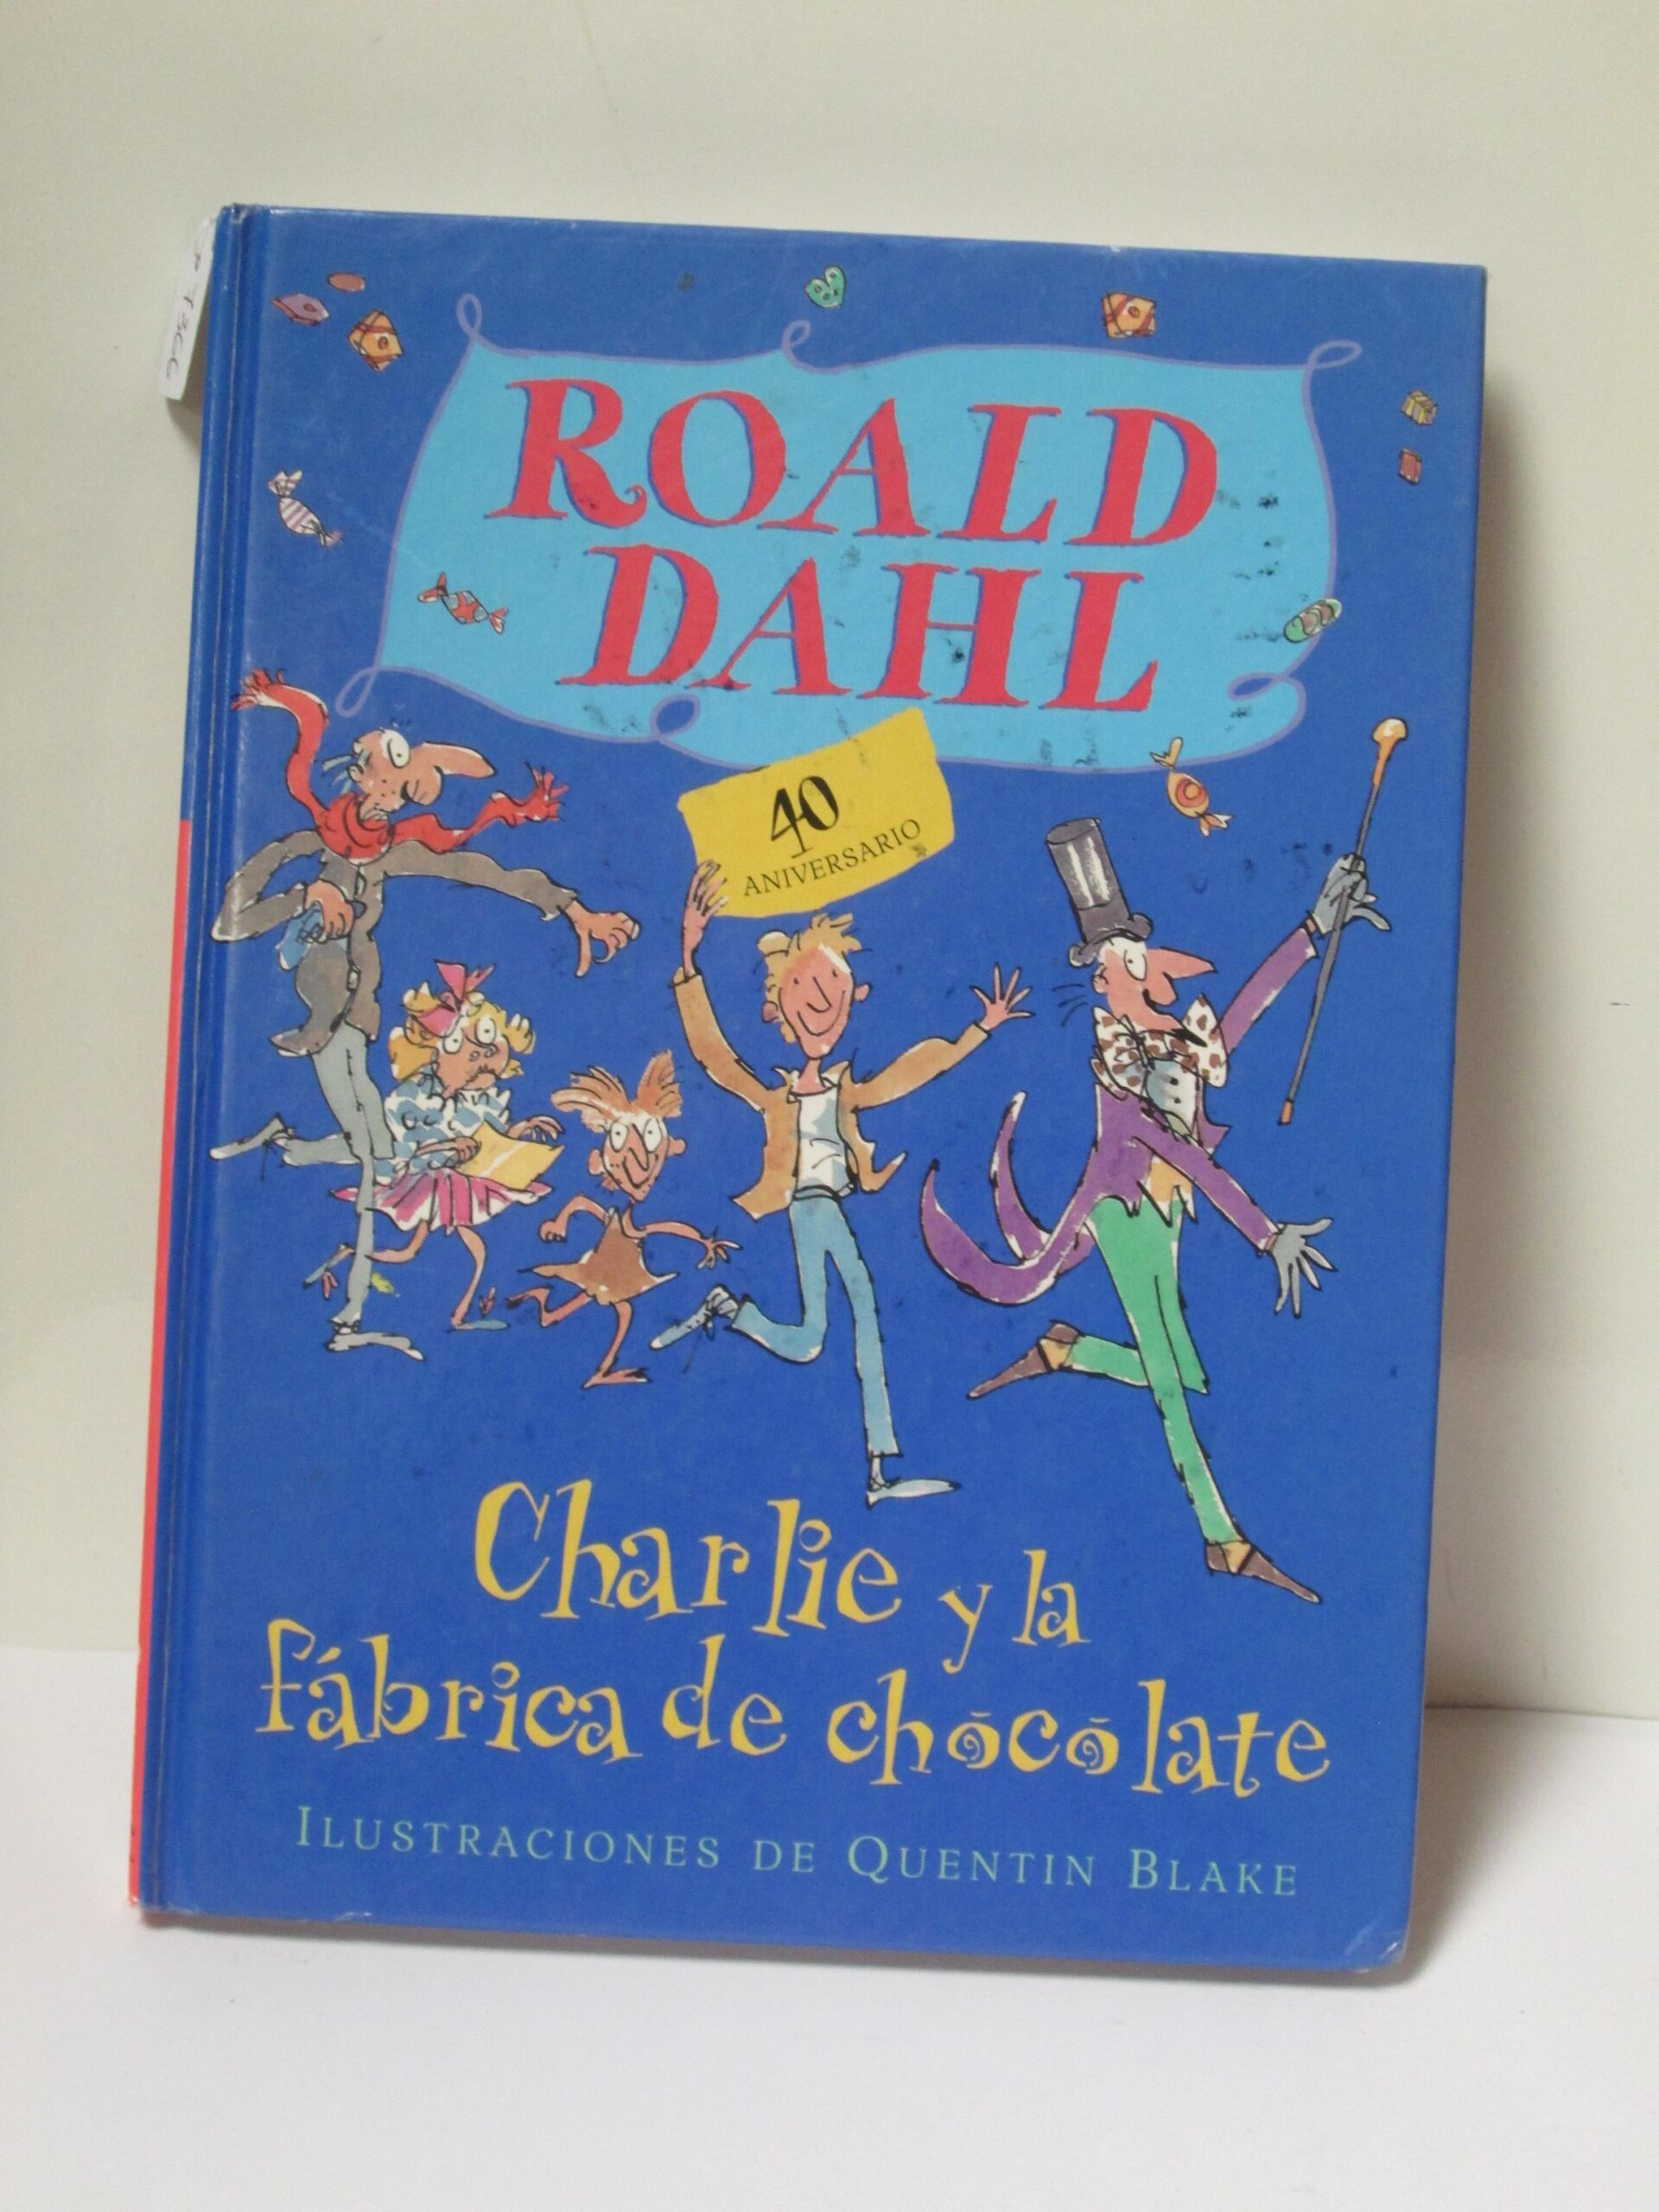 ROALD
DAHL
40
ANIVERSARIO
Charlie y la
fábrica de chocolate
ILUSTRACIONES DE QUENTIN BLAKE